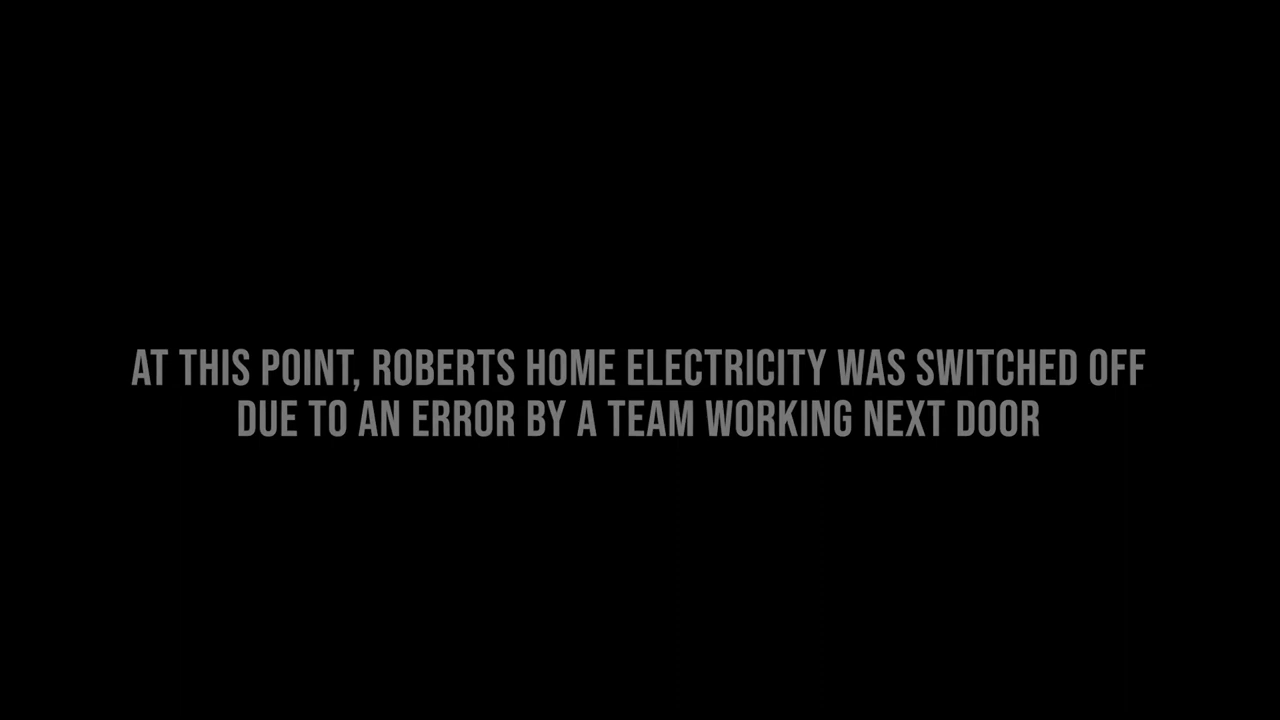 AT THIS POINT, ROBERTS HOME ELECTRICITY WAS SWITCHED OFF
DUE TO AN ERROR BY A TEAM WORKING NEXT DOOR